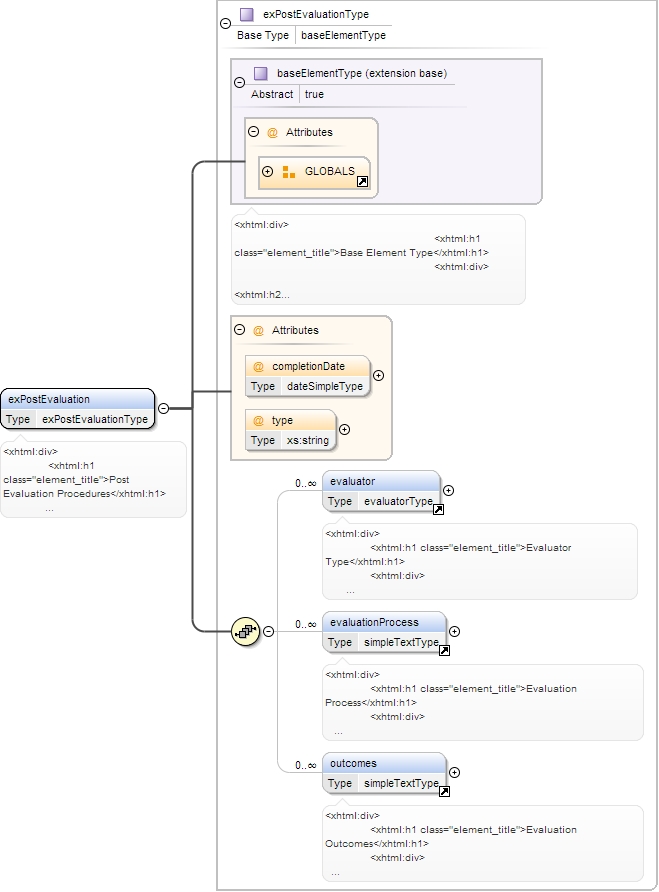 exPostEvaluationType
Base Type baseElementType
baseElementType (extension base)
Abstract true
@ Attributes
GLOBALS
<xhtml:div>
<xhtml:h1
class="element_title">Base Element Type</xhtml:h1>
<xhtml:div>
<xhtml:h2...
@ Attributes
@ completionDate
Type dateSimpleType
@ type
Type xs:string
exPostEvaluation
Type exPostEvaluationType
<xhtml:div>
<xhtml:h1
class="element_title">Post
Evaluation Procedures</xhtml:h1>
...
0..∞ evaluator
Type evaluatorType
<xhtml:div>
<xhtml:h1 class="element_title">Evaluator
Type</xhtml:h1>
<xhtml:div>
...
0..∞ evaluationProcess
Type simpleTextType
<xhtml:div>
<xhtml:h1 class="element_title">Evaluation
Process</xhtml:h1>
<xhtml:div>
...
0..∞ outcomes
Type simpleTextType
<xhtml:div>
<xhtml:h1 class="element_title">Evaluation
Outcomes</xhtml:h1>
<xhtml:div>
...